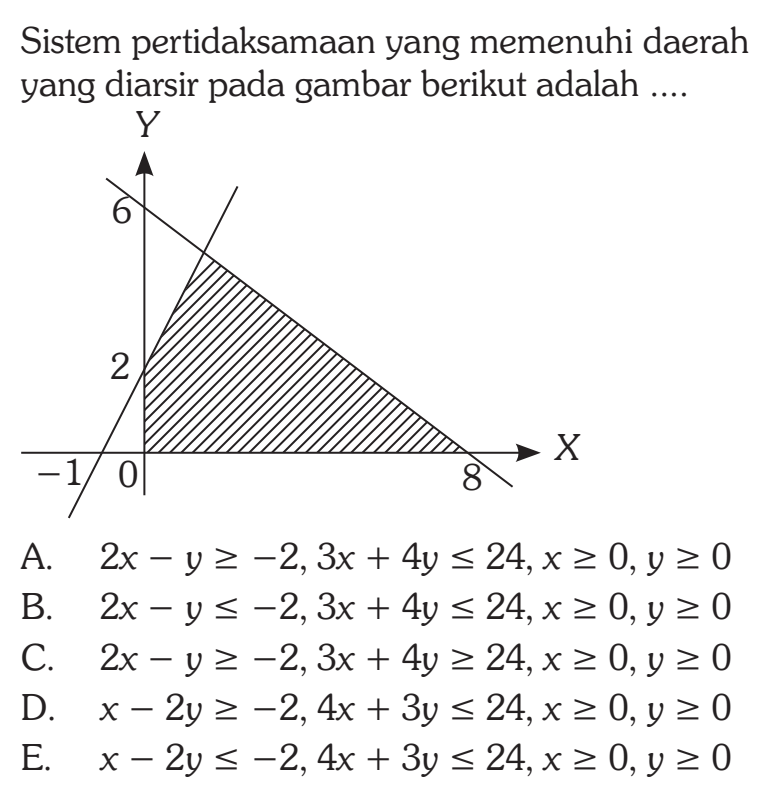 Sistem pertidaksamaan yang memenuhi daerah
yang diarsir pada gambar berikut adalah ....
Y
6
2
X
−1 0 8
A. 2x − y ≥ −2, 3x + 4y ≤ 24, x ≥ 0, y ≥ 0
B. 2x − y ≤ −2, 3x + 4y ≤ 24, x ≥ 0, y ≥ 0
C. 2x − y ≥ −2, 3x + 4y ≥ 24, x ≥ 0, y ≥ 0
D. x − 2y ≥ −2, 4x + 3y ≤ 24, x ≥ 0, y ≥ 0
E. x − 2y ≤ −2, 4x + 3y ≤ 24, x ≥ 0, y ≥ 0